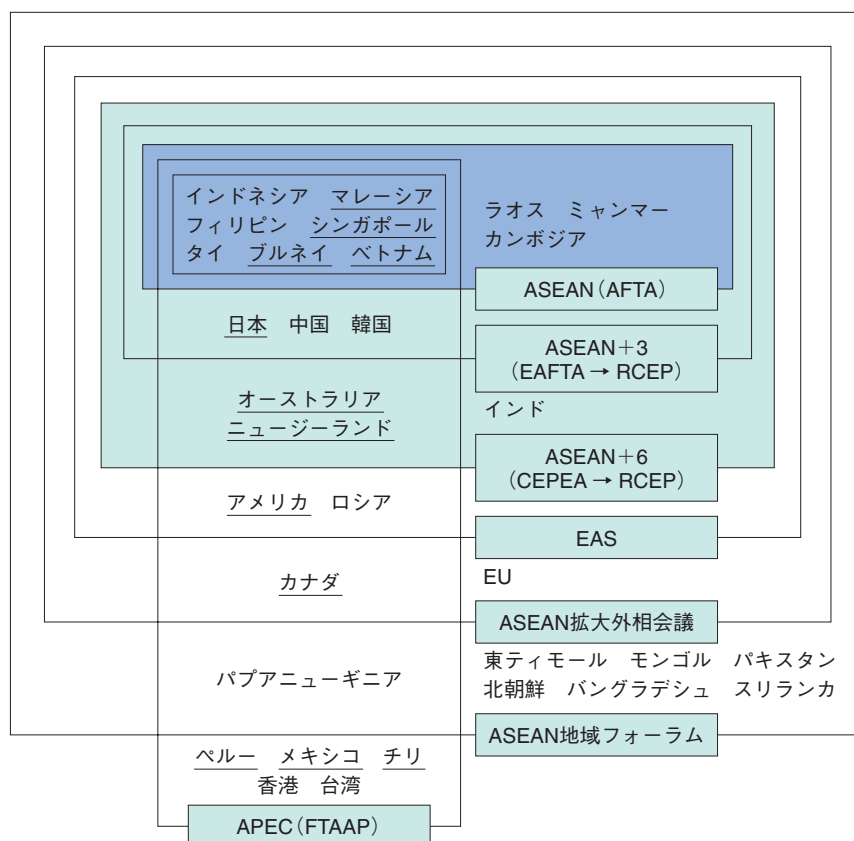 インドネシア マレーシア
フィリピン シンガポール
タイ ブルネイ ベトナム
ラオス ミャンマー
カンボジア
ASEAN(AFTA)
日本 中国 韓国
ASEAN+3
(EAFTA → RCEP)
オーストラリア
ニュージーランド
インド
ASEAN+6
(CEPEA → RCEP)
アメリカ ロシア
EAS
カナダ
EU
ASEAN拡大外相会議
パプアニューギニア
東ティモール モンゴル パキスタン
北朝鮮 バングラデシュ スリランカ
ASEAN地域フォーラム
ペルー メキシコ チリ
香港 台湾
APEC(FTAAP)